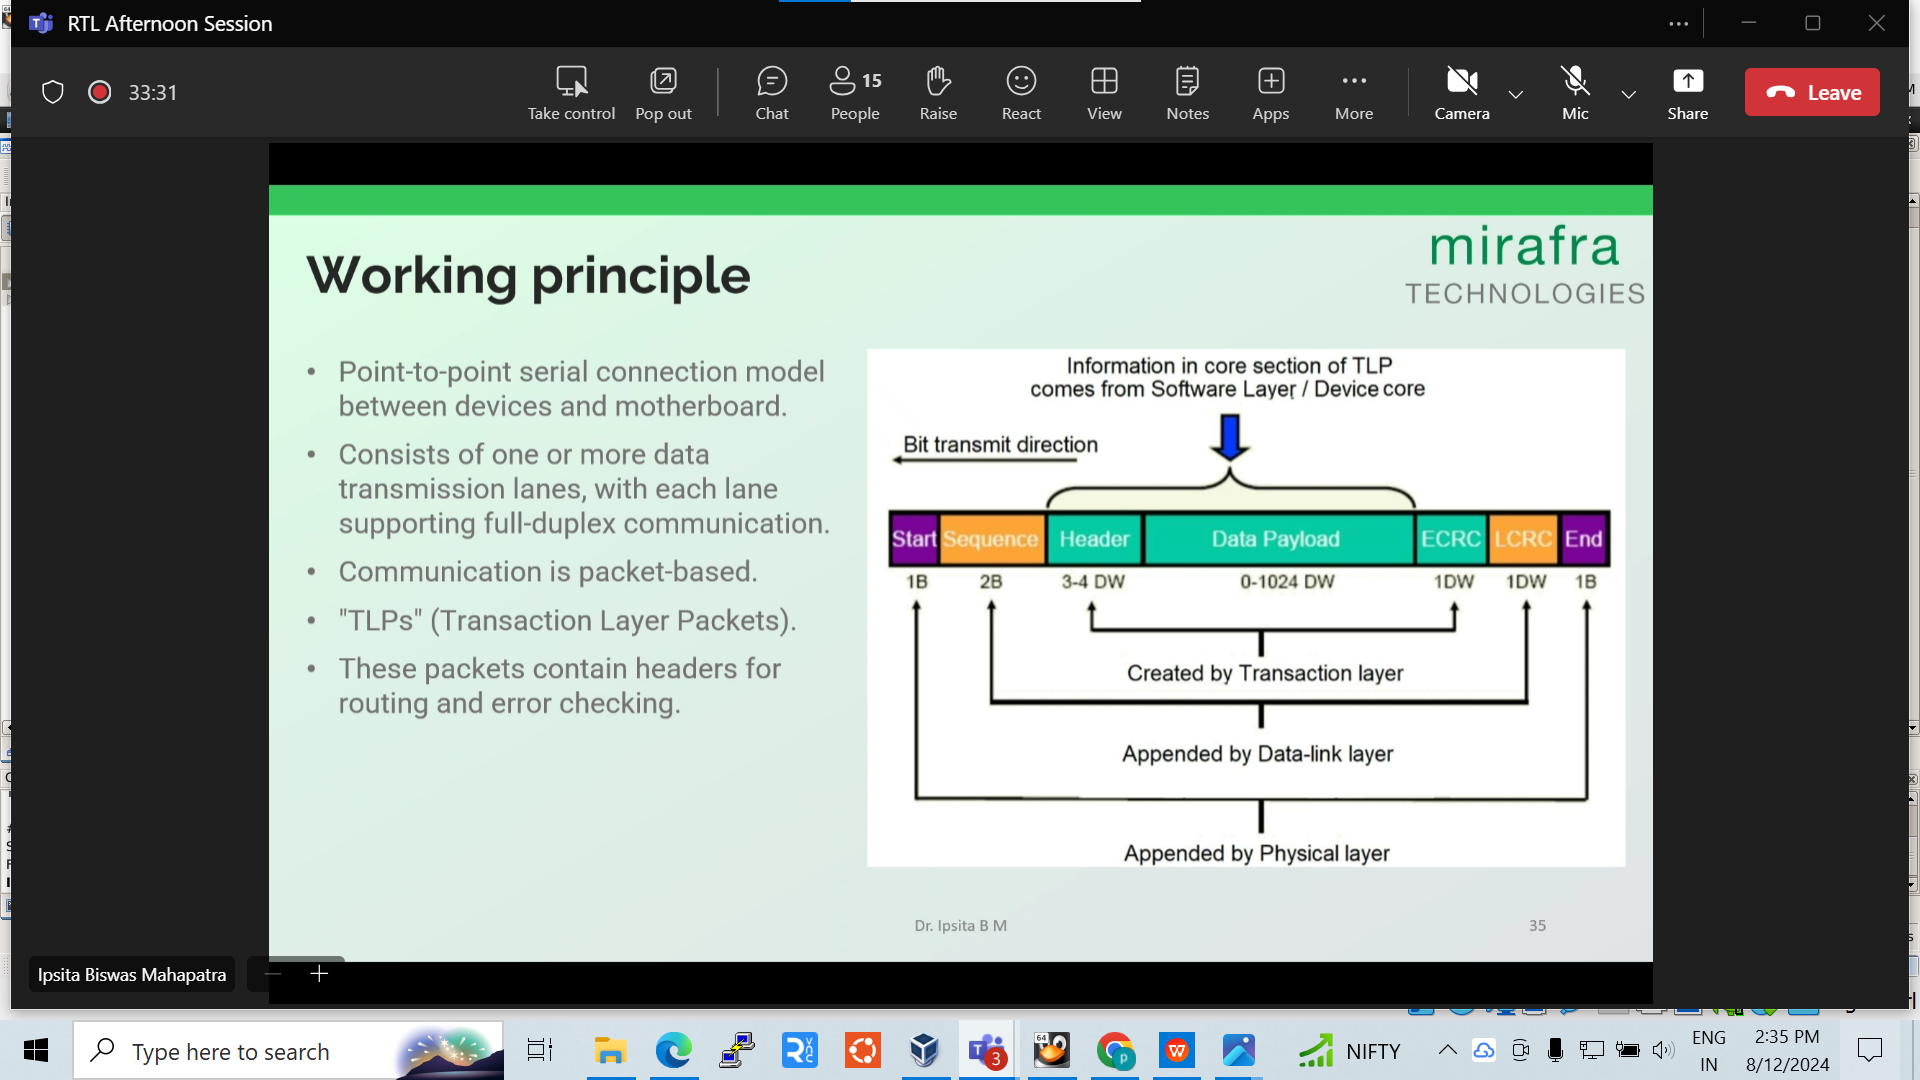 RTL Afternoon Session
33:31
Take control
Pop out
Chat
People
15
Raise
React
View
Notes
Apps
More
Camera
Mic
Share
Leave
mirafra
TECHNOLOGIES
Working principle
• Point-to-point serial connection model
between devices and motherboard.
• Consists of one or more data
transmission lanes, with each lane
supporting full-duplex communication.
• Communication is packet-based.
• "TLPs" (Transaction Layer Packets).
• These packets contain headers for
routing and error checking.
Information in core section of TLP
comes from Software Layer / Device core
Bit transmit direction
Start Sequence Header Data Payload ECRC LCRC End
1B 2B 3-4 DW 0-1024 DW 1DW 1DW 1B
Created by Transaction layer
Appended by Data-link layer
Appended by Physical layer
Dr. Ipsita B M
35
Ipsita Biswas Mahapatra
Type here to search
3
64
NIFTY
ENG
IN
2:35 PM
8/12/2024